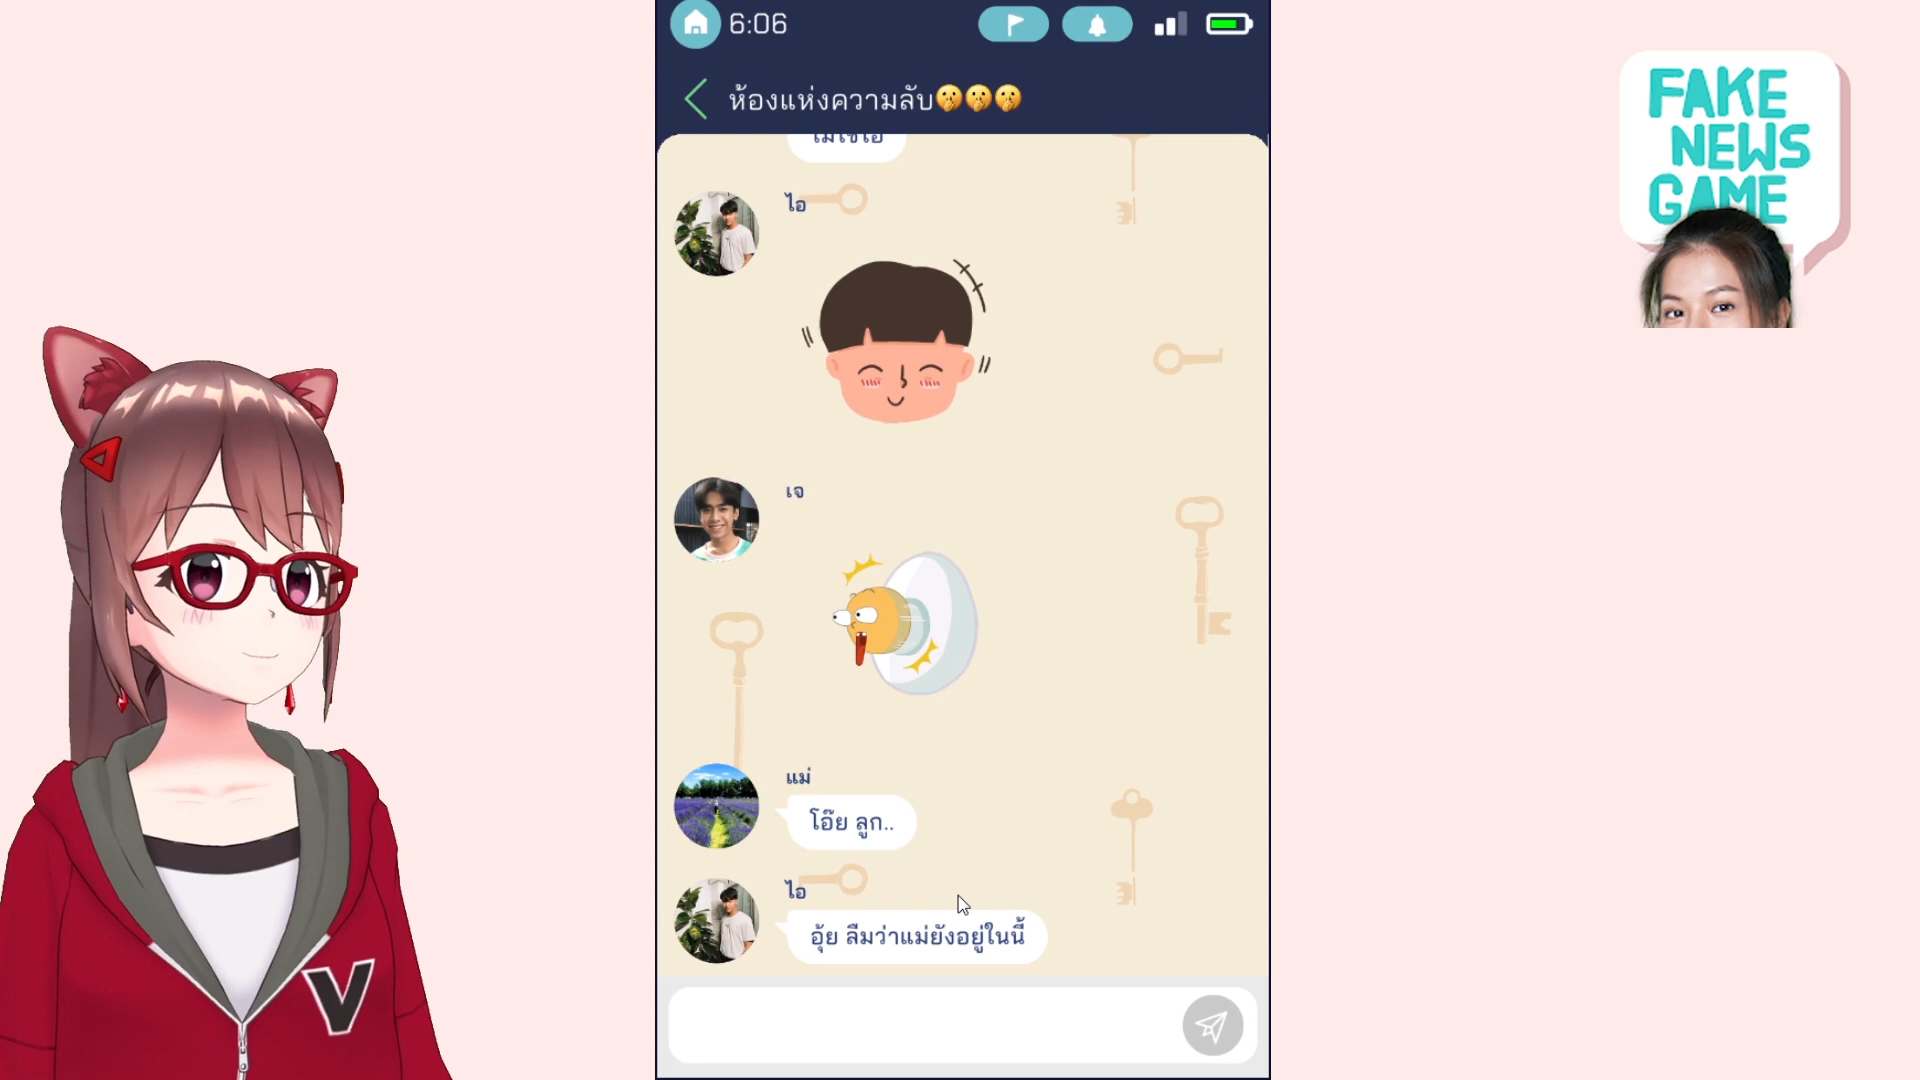 6:06
ห้องแห่งความลับ🤫🤫🤫
FAKE
NEWS
GAME
ไอ
เจ
แม่
โอ๊ย ลูก..
ไอ
อุ้ย ลืมว่าแม่ยังอยู่ในนี้
V